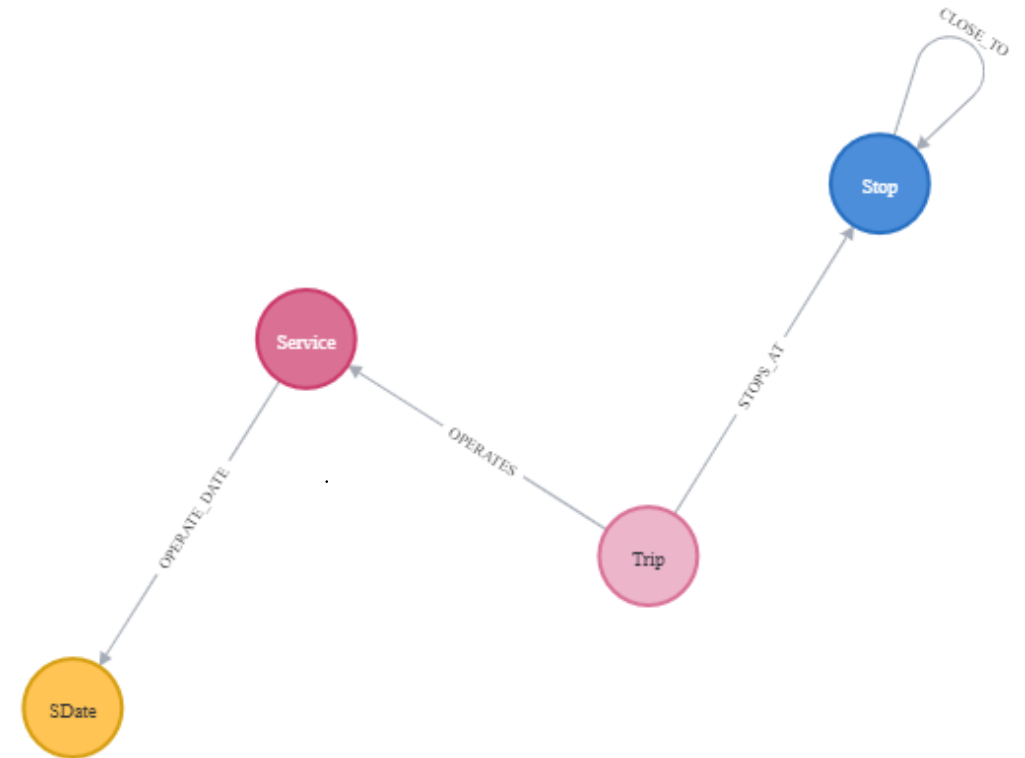 CLOSE_TO
Stop
Service
STOPS_AT
OPERATES
OPERATE_DATE
Trip
SDate